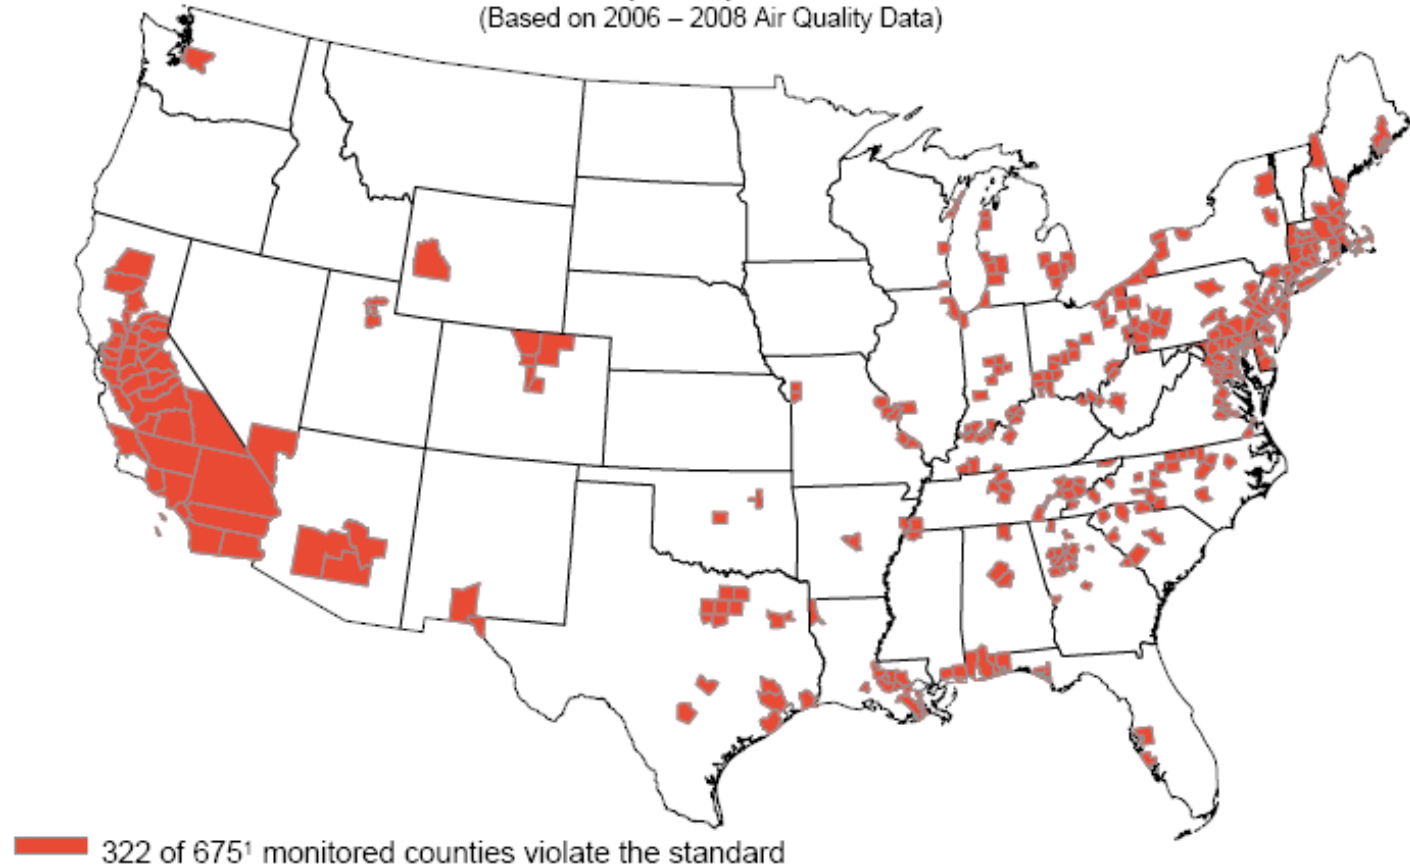 (Based on 2006 – 2008 Air Quality Data)
322 of 675¹ monitored counties violate the standard